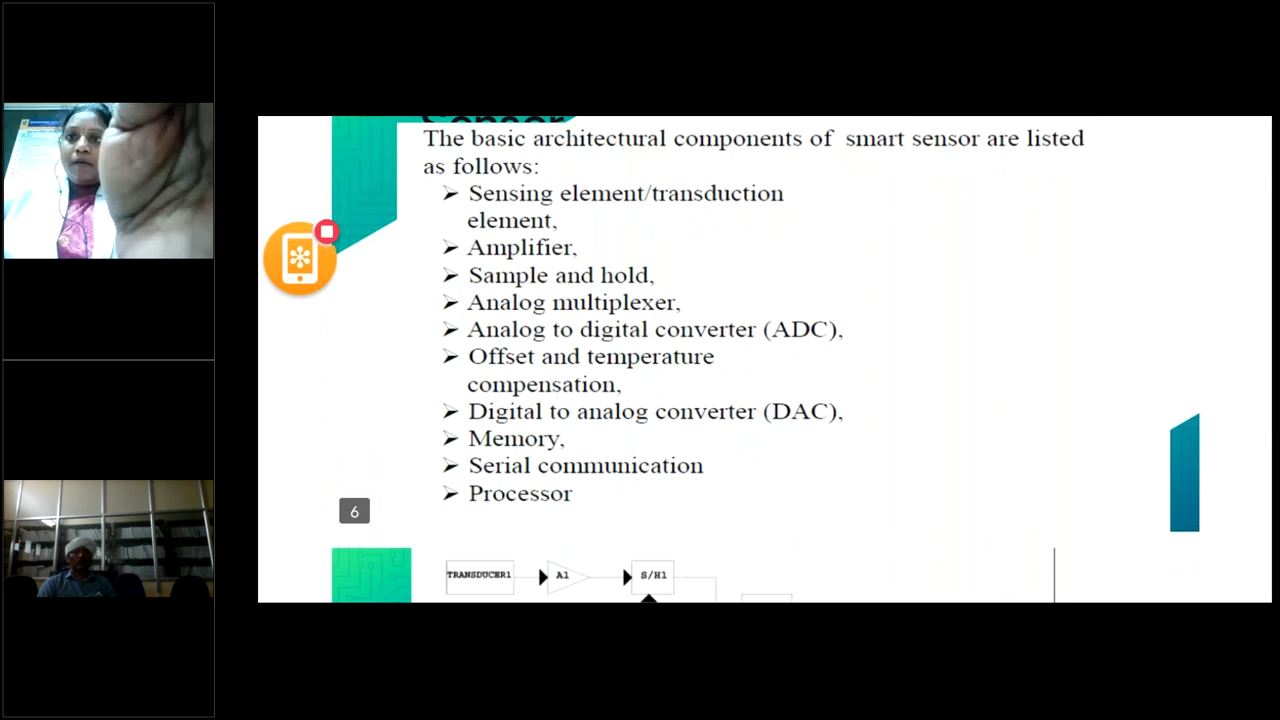 Sensor
The basic architectural components of smart sensor are listed
as follows:
➢ Sensing element/transduction
element,
➢ Amplifier,
➢ Sample and hold,
➢ Analog multiplexer,
➢ Analog to digital converter (ADC),
➢ Offset and temperature
compensation,
➢ Digital to analog converter (DAC),
➢ Memory,
➢ Serial communication
➢ Processor
6
TRANSDUCER1
A1
S/H1